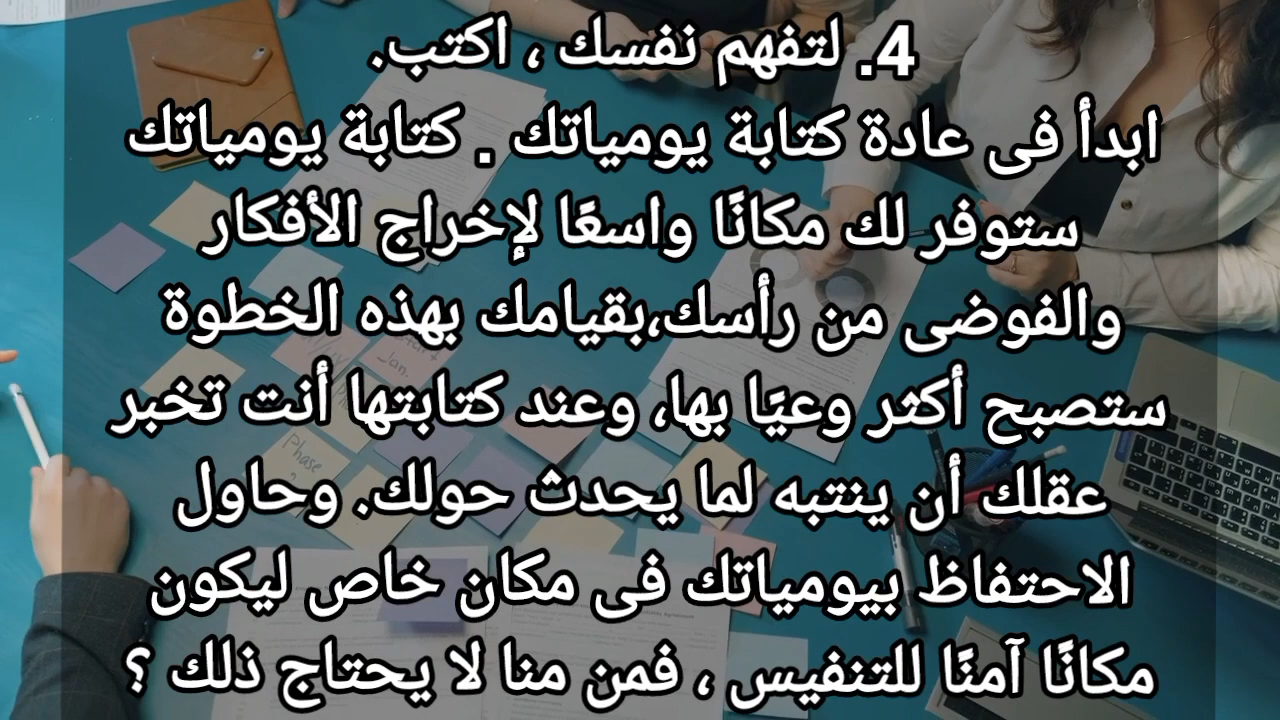 4. لتفهم نفسك ، اكتب.
ابدأ فى عادة كتابة يومياتك . كتابة يومياتك
ستوفر لك مكانًا واسعًا لإخراج الأفكار
والفوضى من رأسك،بقيامك بهذه الخطوة
ستصبح أكثر وعيًا بها، وعند كتابتها أنت تخبر
عقلك أن ينتبه لما يحدث حولك. وحاول
الاحتفاظ بيومياتك فى مكان خاص ليكون
مكانًا آمنًا للتنفيس ، فمن منا لا يحتاج ذلك ؟
Phase